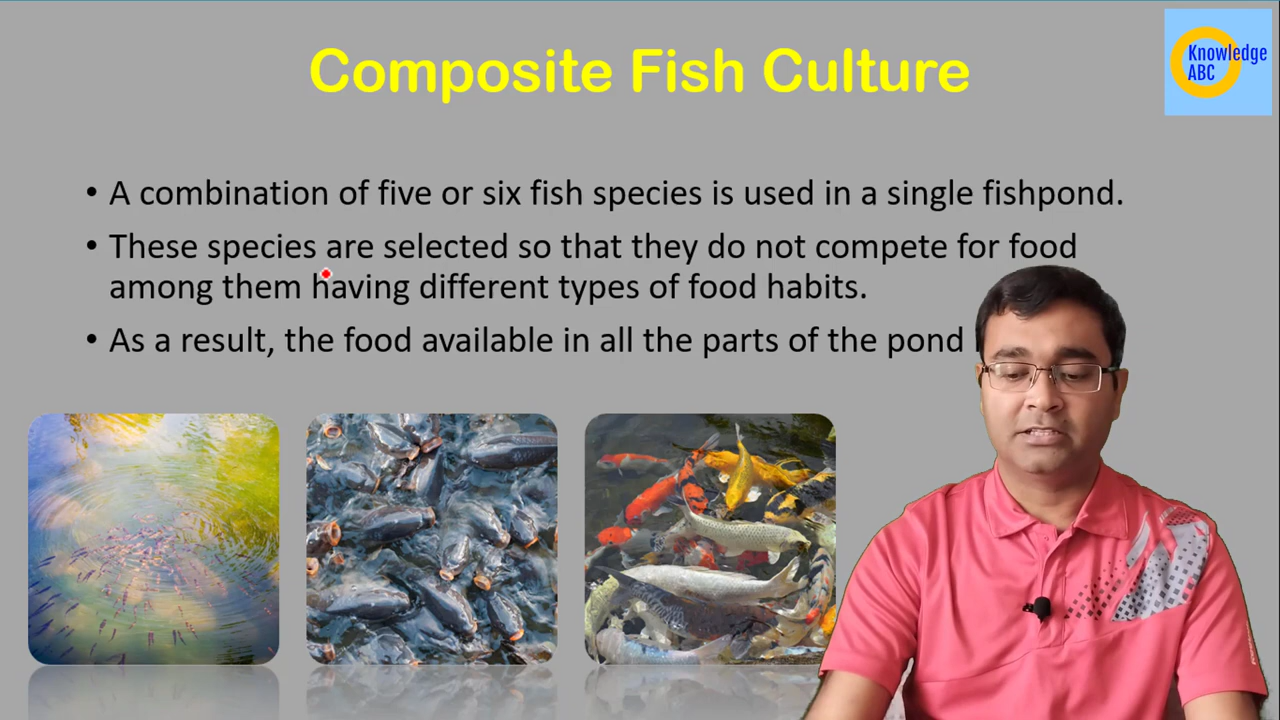 Composite Fish Culture
Knowledge
ABC
• A combination of five or six fish species is used in a single fishpond.
• These species are selected so that they do not compete for food
among them having different types of food habits.
• As a result, the food available in all the parts of the pond